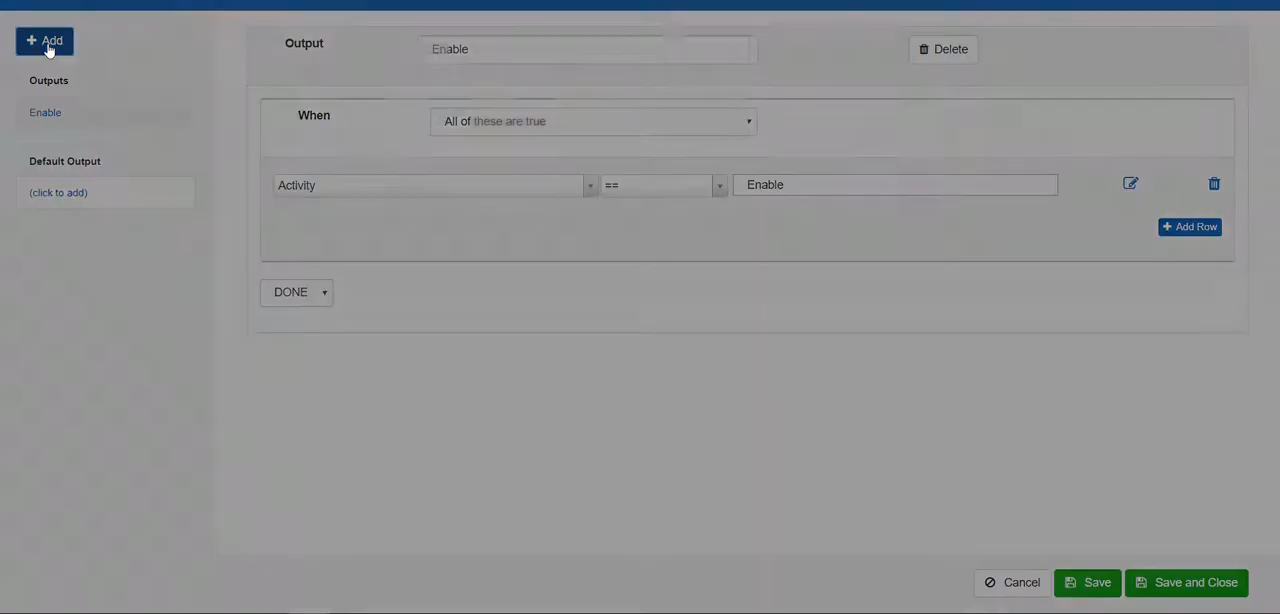 Add
Output
Enable
Delete
Outputs
Enable
When
All of these are true
Default Output
(click to add)
Activity
==
Enable
Add Row
DONE
Cancel
Save
Save and Close